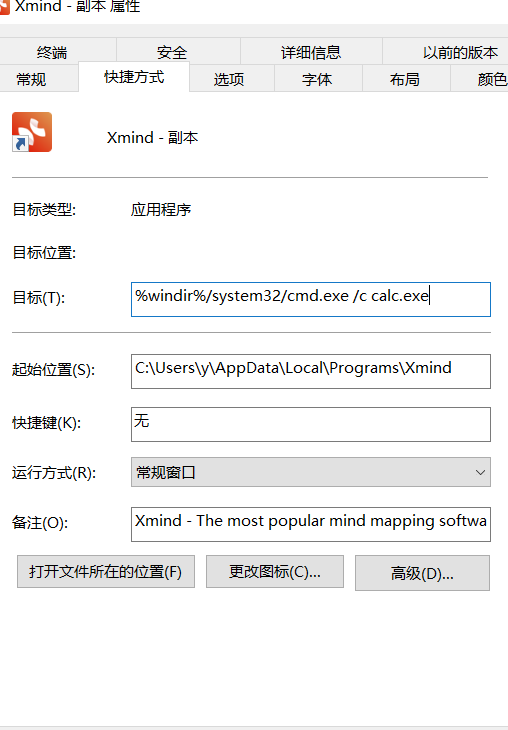 Xmind - 副本 属性
终端 安全 详细信息 以前的版本
常规 快捷方式 选项 字体 布局 颜色
Xmind - 副本
目标类型: 应用程序
目标位置:
目标(T): %windir%/system32/cmd.exe /c calc.exe
起始位置(S): C:\Users\y\AppData\Local\Programs\Xmind
快捷键(K): 无
运行方式(R): 常规窗口
备注(O): Xmind - The most popular mind mapping softwa
打开文件所在的位置(F) 更改图标(C)... 高级(D)...